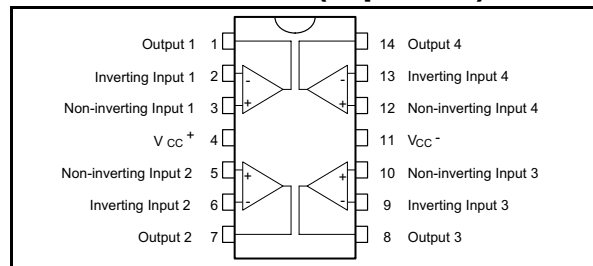 Output 1 1 14 Output 4
Inverting Input 1 2 - - 13 Inverting Input 4
Non-inverting Input 1 3 + + 12 Non-inverting Input 4
V CC + 4 11 VCC -
Non-inverting Input 2 5 + + 10 Non-inverting Input 3
Inverting Input 2 6 - - 9 Inverting Input 3
Output 2 7 8 Output 3